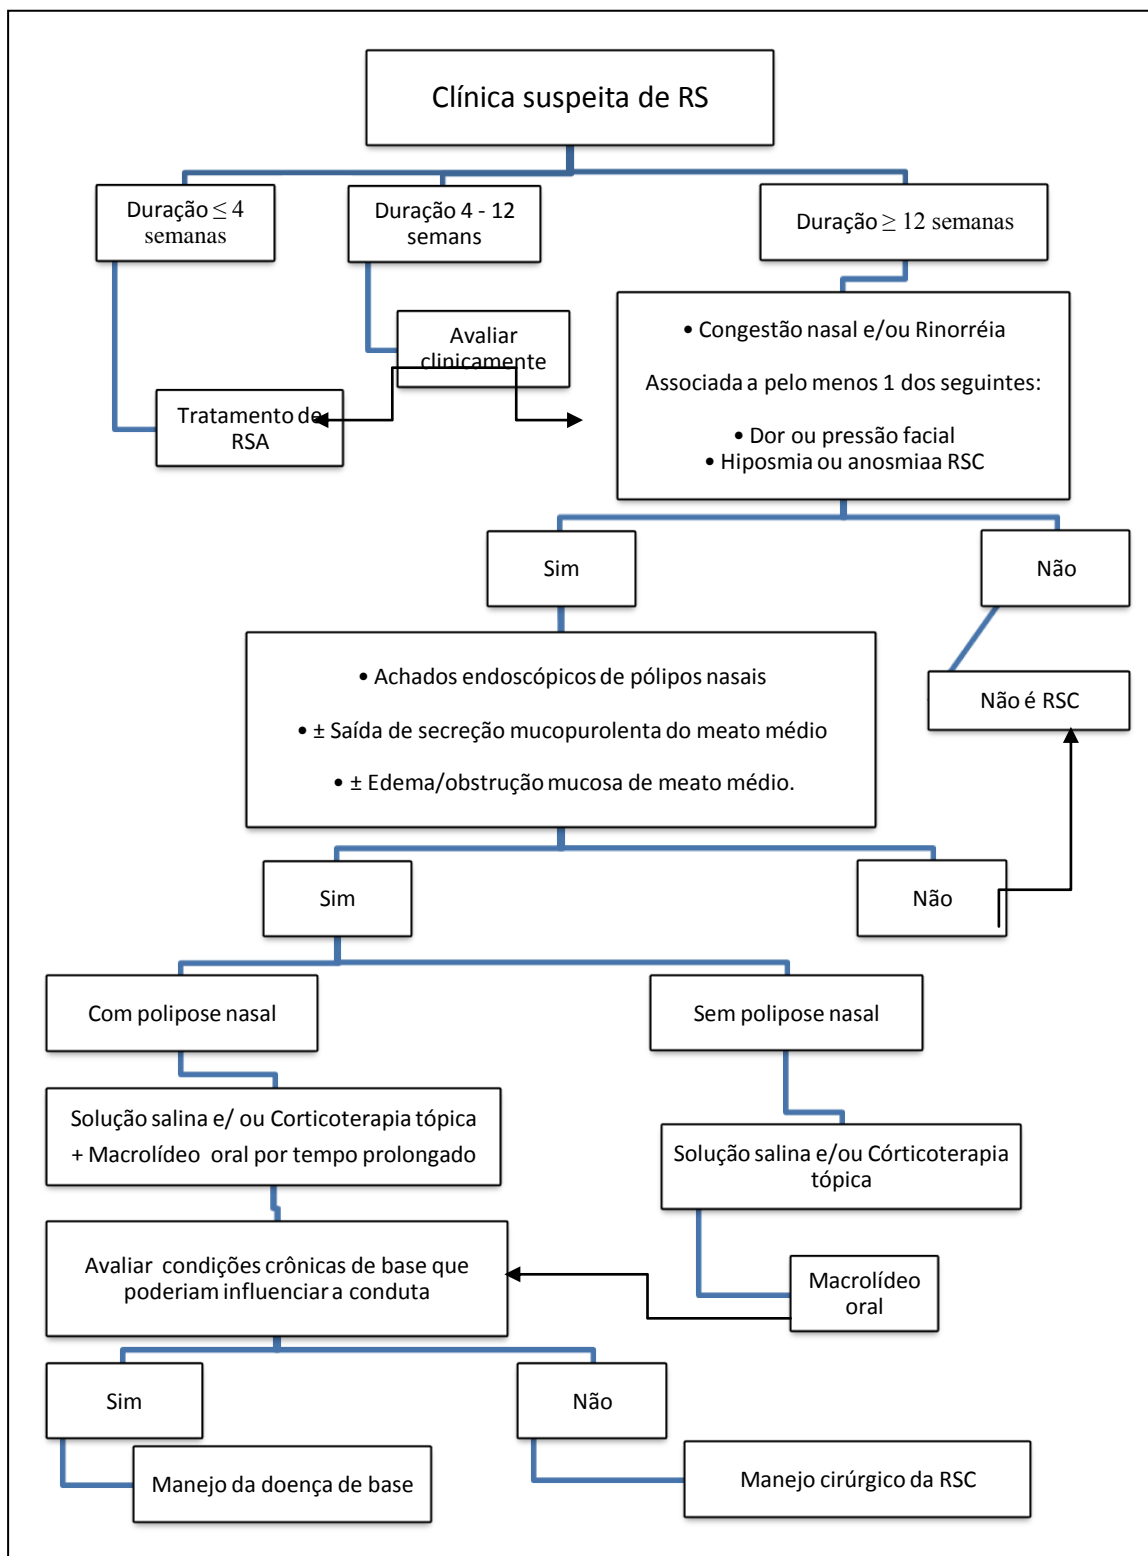 Clínica suspeita de RS
Duração ≤ 4
semanas
Duração 4 - 12
semans
Duração ≥ 12 semanas
Avaliar
clinicamente
Tratamento de
RSA
• Congestão nasal e/ou Rinorréia
Associada a pelo menos 1 dos seguintes:
• Dor ou pressão facial
• Hiposmia ou anosmiaa RSC
Sim
Não
Não é RSC
• Achados endoscópicos de pólipos nasais
• ± Saída de secreção mucopurolenta do meato médio
• ± Edema/obstrução mucosa de meato médio.
Sim
Não
Com polipose nasal
Sem polipose nasal
Solução salina e/ ou Corticoterapia tópica
+ Macrolídeo oral por tempo prolongado
Solução salina e/ou Córticoterapia
tópica
Avaliar condições crônicas de base que
poderiam influenciar a conduta
Macrolídeo
oral
Sim
Não
Manejo da doença de base
Manejo cirúrgico da RSC